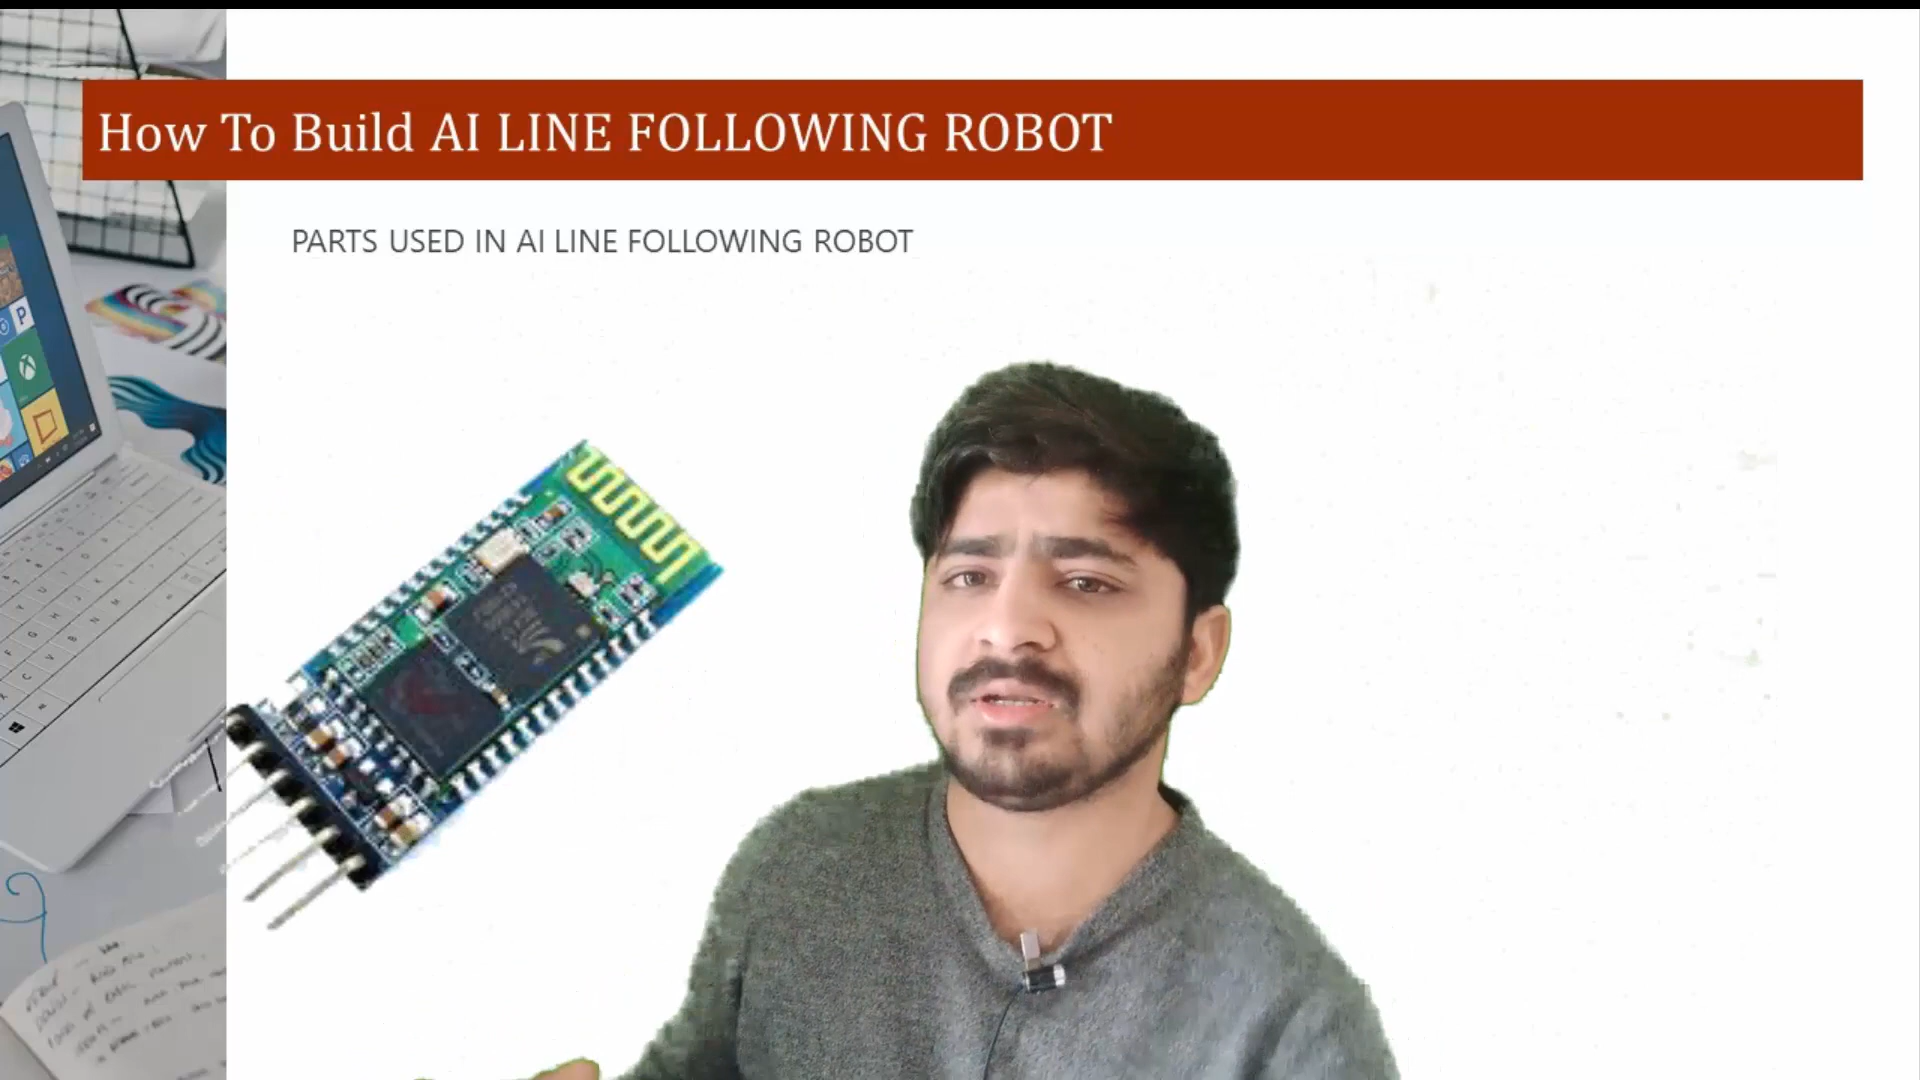 How To Build AI LINE FOLLOWING ROBOT
PARTS USED IN AI LINE FOLLOWING ROBOT